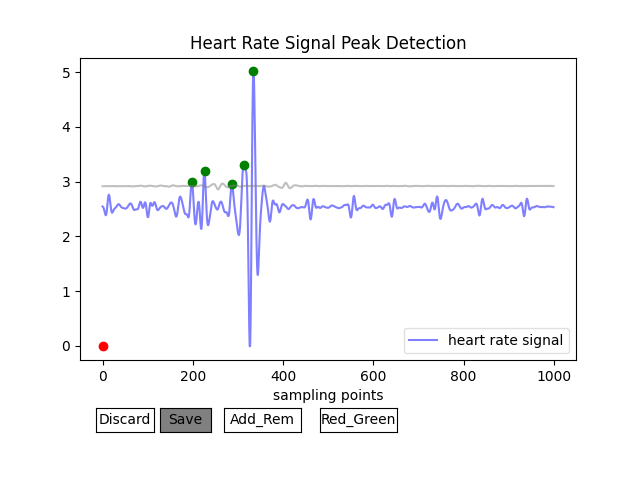 Heart Rate Signal Peak Detection
5
4
3
2
1
0
heart rate signal
0 200 400 600 800 1000
sampling points
Discard Save Add_Rem Red_Green